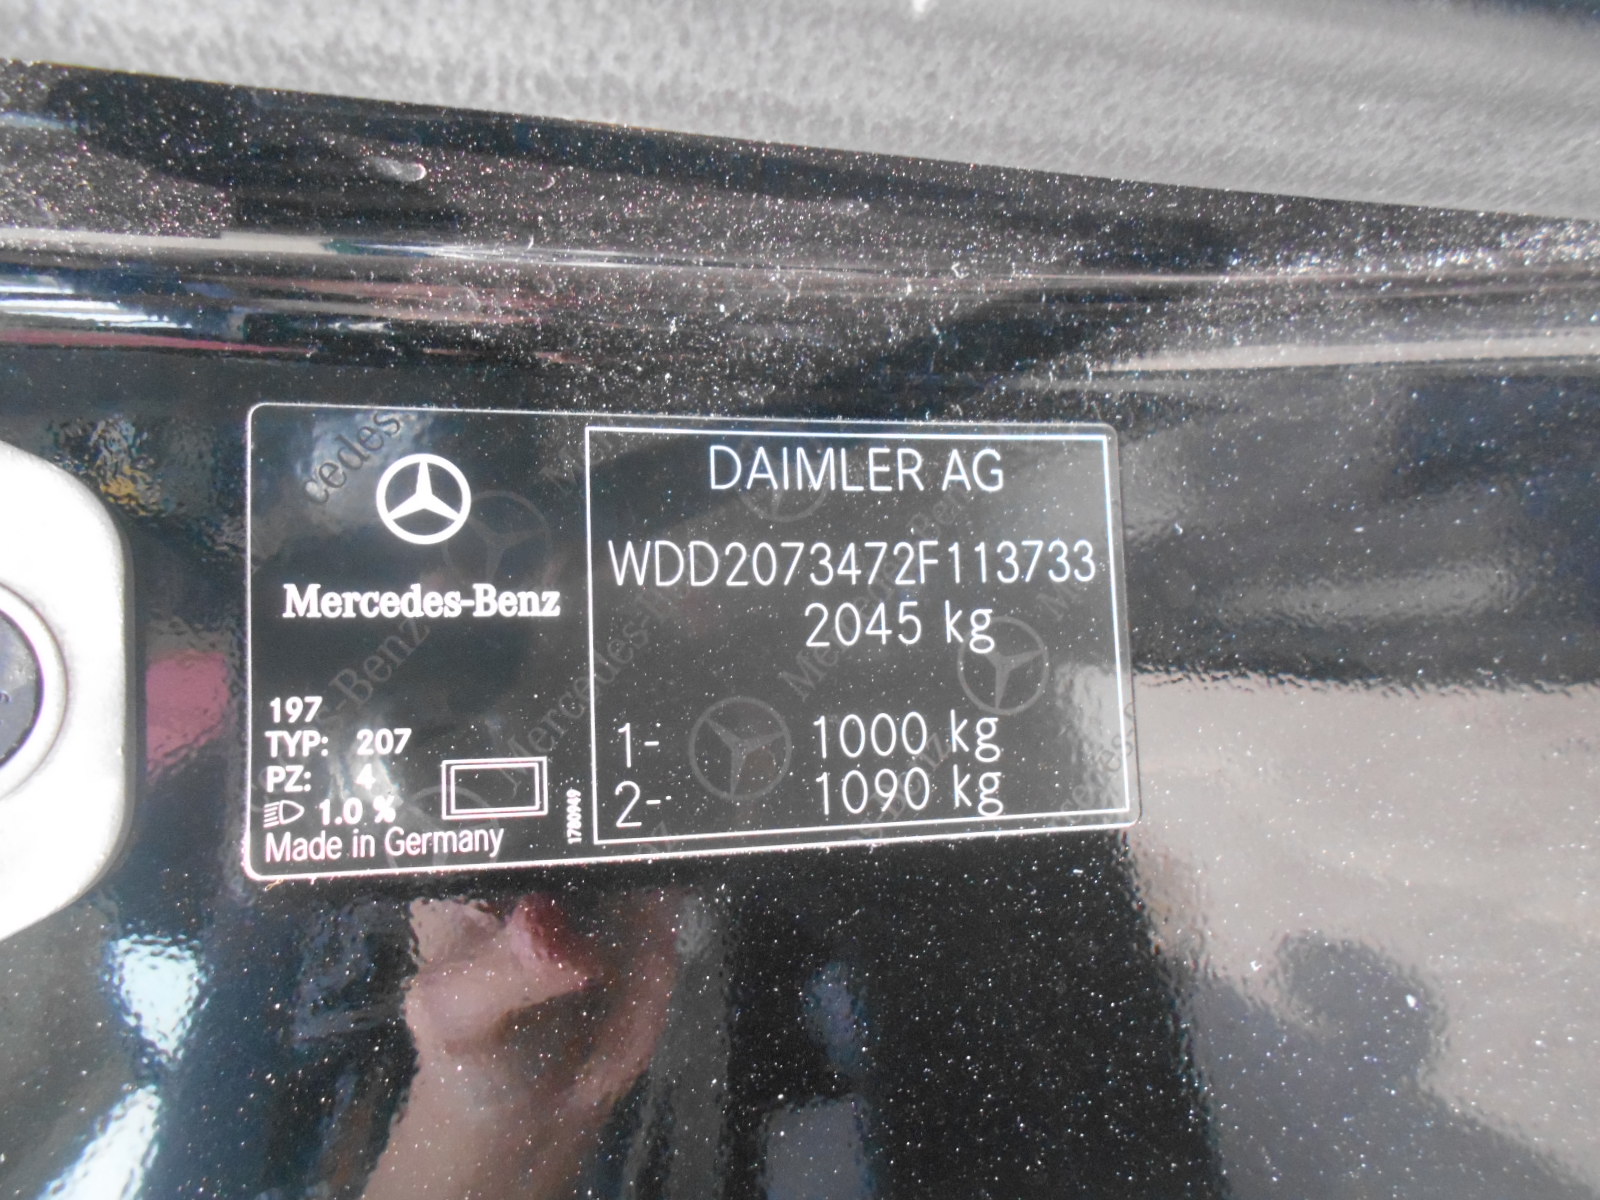 Mercedes-Benz
197
TYP: 207
PZ: 4
1.0 %
Made in Germany
1780949
DAIMLER AG
WDD2073472F113733
2045 kg
1- 1000 kg
2- 1090 kg